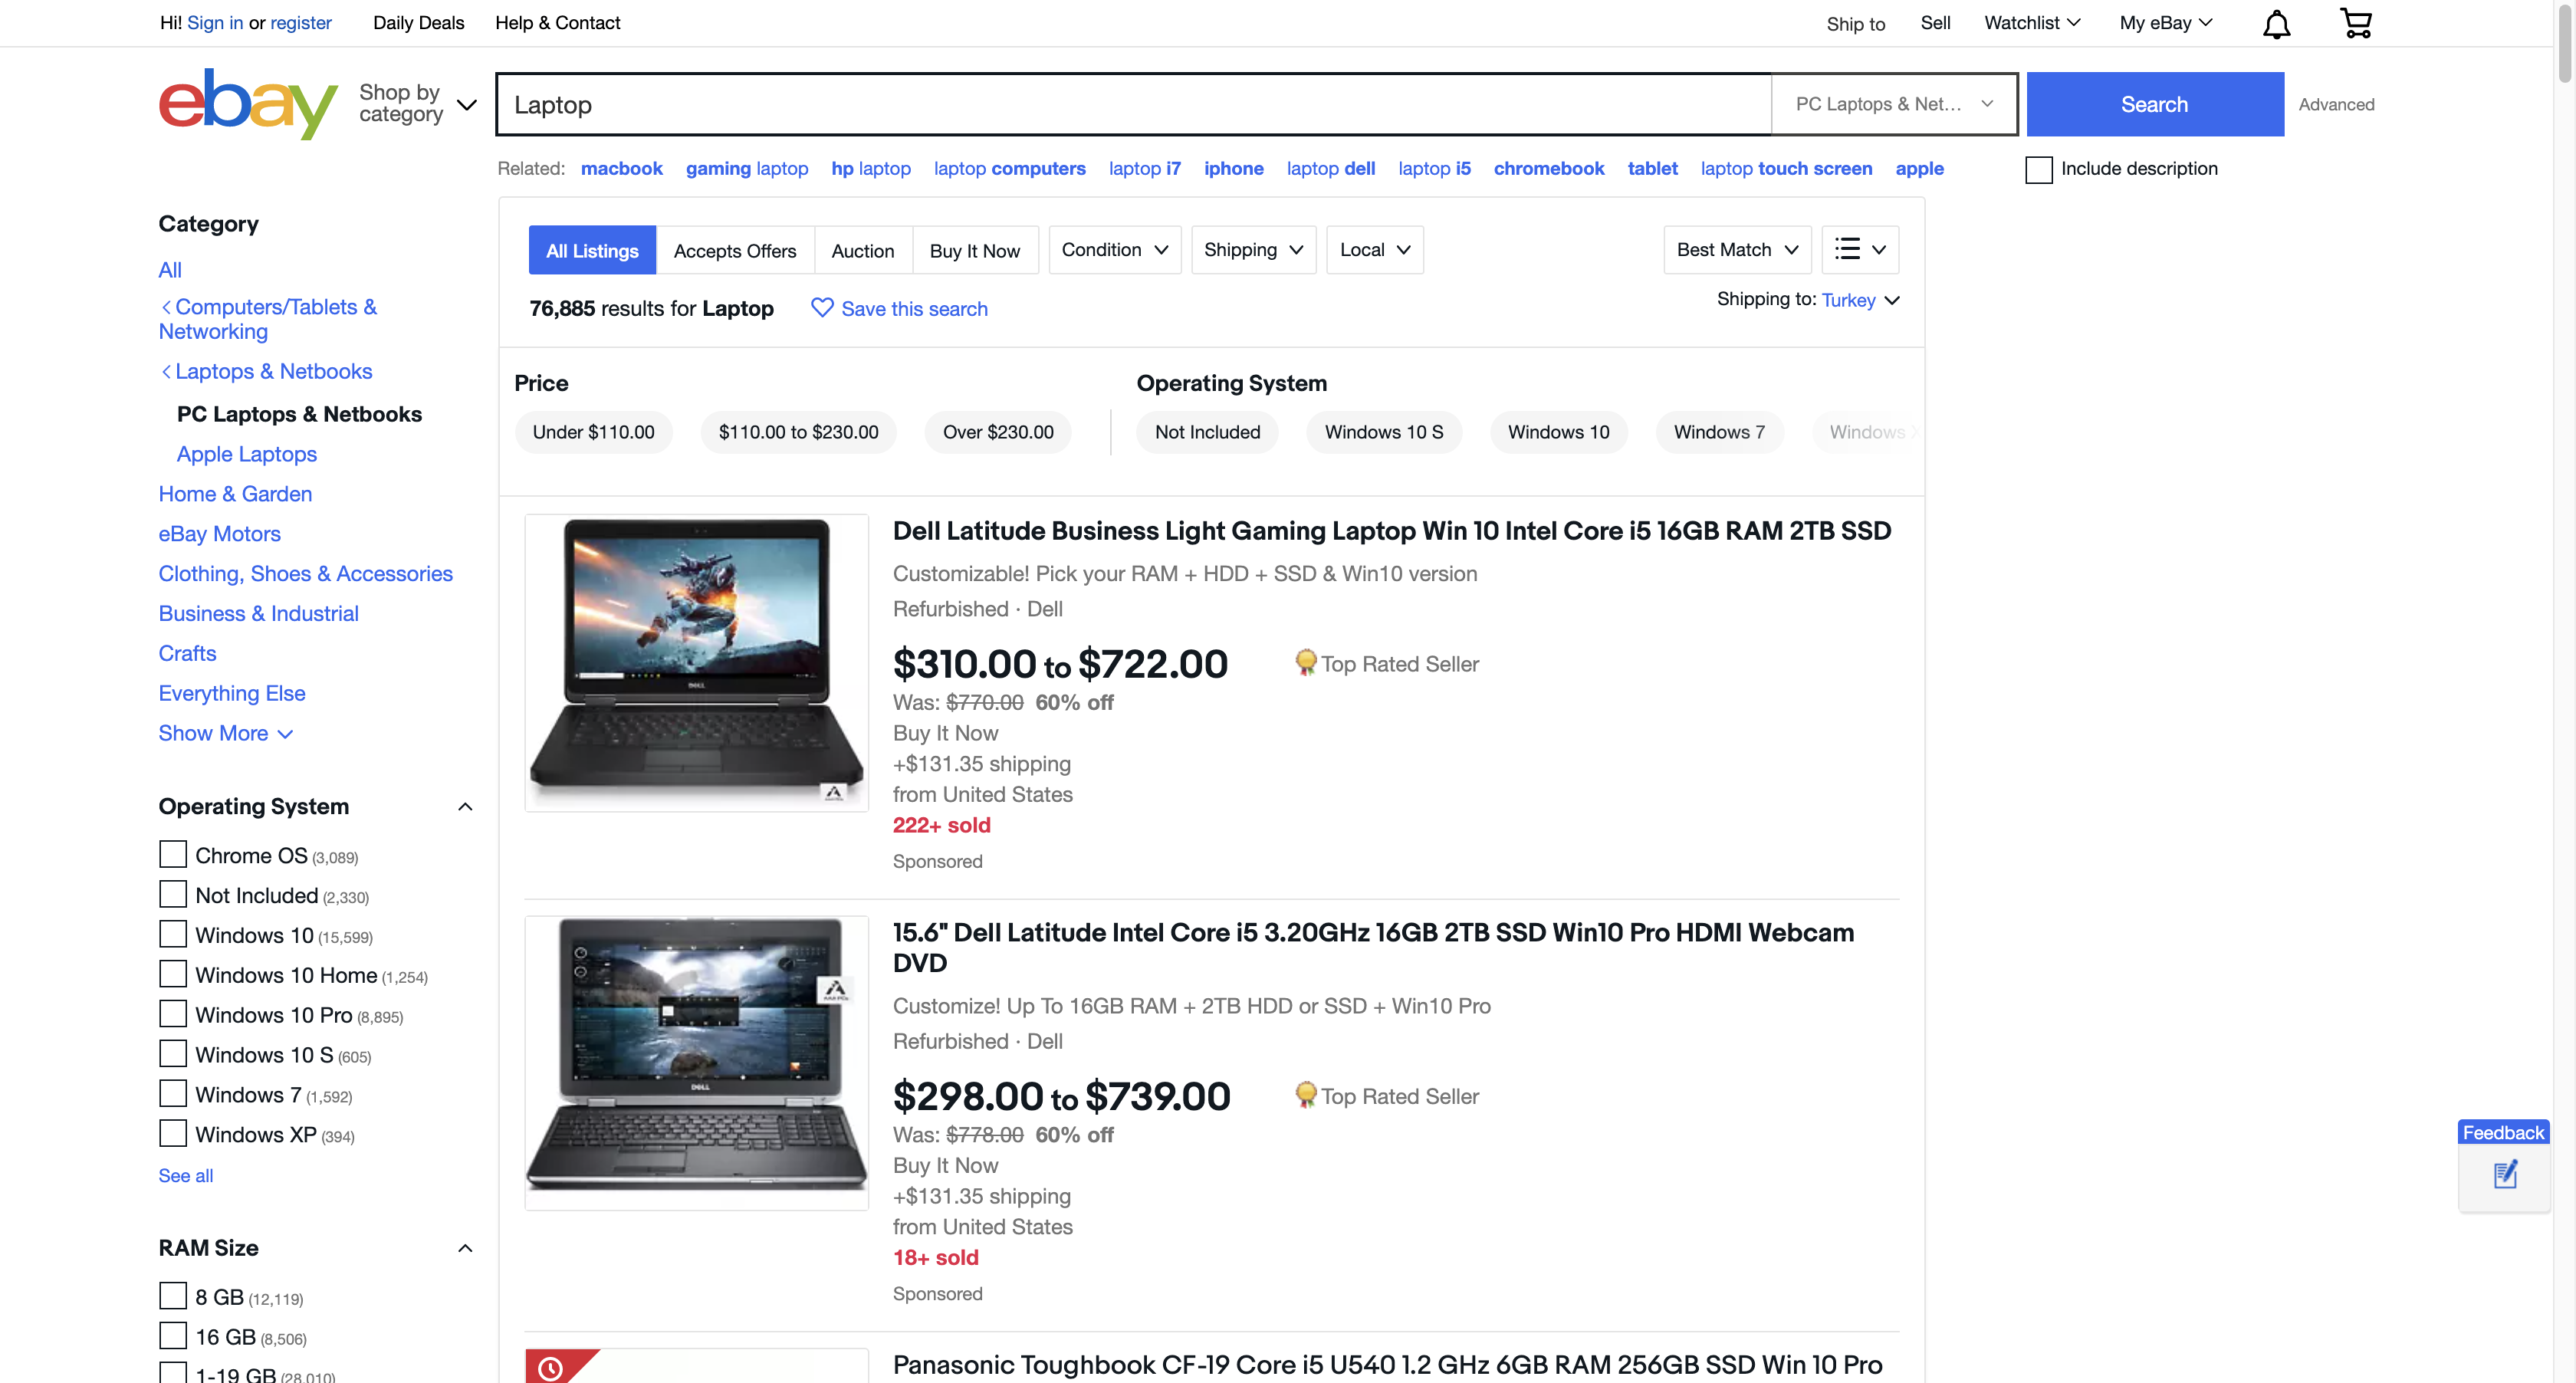 Hi! Sign in or register Daily Deals Help & Contact Ship to Sell Watchlist My eBay
ebay Shop by category Laptop PC Laptops & Net... Search Advanced
Related: macbook gaming laptop hp laptop laptop computers laptop i7 iphone laptop dell laptop i5 chromebook tablet laptop touch screen apple Include description
Category
All
Computers/Tablets &
Networking
Laptops & Netbooks
PC Laptops & Netbooks
Apple Laptops
Home & Garden
eBay Motors
Clothing, Shoes & Accessories
Business & Industrial
Crafts
Everything Else
Show More
Operating System
Chrome OS (3,089)
Not Included (2,330)
Windows 10 (15,599)
Windows 10 Home (1,254)
Windows 10 Pro (8,895)
Windows 10 S (605)
Windows 7 (1,592)
Windows XP (394)
See all
RAM Size
8 GB (12,119)
16 GB (8,506)
1-19 GB (28,010)
All Listings Accepts Offers Auction Buy It Now Condition Shipping Local Best Match
76,885 results for Laptop Save this search Shipping to: Turkey
Price
Under $110.00 $110.00 to $230.00 Over $230.00
Operating System
Not Included Windows 10 S Windows 10 Windows 7 Windows
DELL
Dell Latitude Business Light Gaming Laptop Win 10 Intel Core i5 16GB RAM 2TB SSD
Customizable! Pick your RAM + HDD + SSD & Win10 version
Refurbished · Dell
$310.00 to $722.00 Top Rated Seller
Was: $770.00 60% off
Buy It Now
+$131.35 shipping
from United States
222+ sold
Sponsored
DELL
15.6" Dell Latitude Intel Core i5 3.20GHz 16GB 2TB SSD Win10 Pro HDMI Webcam
DVD
Customize! Up To 16GB RAM + 2TB HDD or SSD + Win10 Pro
Refurbished · Dell
$298.00 to $739.00 Top Rated Seller
Was: $778.00 60% off
Buy It Now
+$131.35 shipping
from United States
18+ sold
Sponsored
Panasonic Toughbook CF-19 Core i5 U540 1.2 GHz 6GB RAM 256GB SSD Win 10 Pro
Feedback